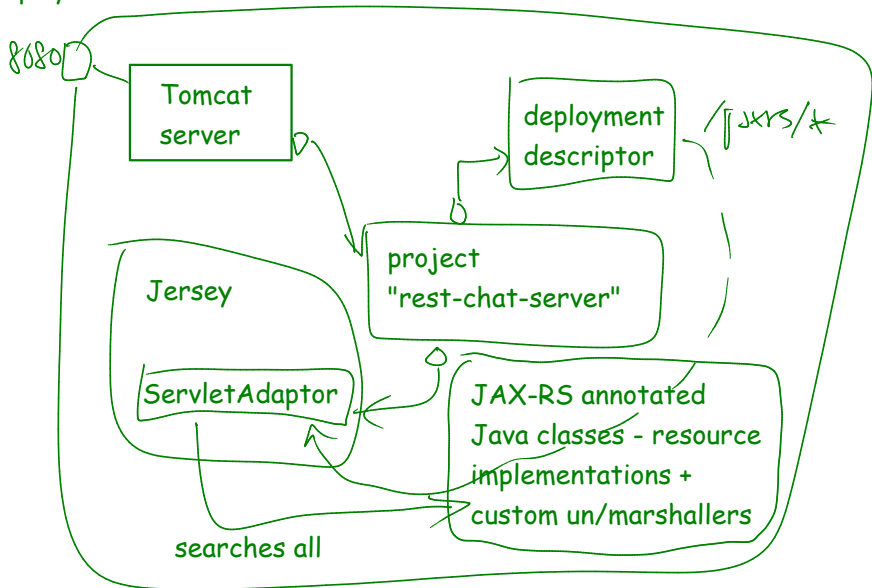 8080
Tomcat
server
deployment
descriptor
/jaxrs/*
project
"rest-chat-server"
Jersey
ServletAdaptor
JAX-RS annotated
Java classes - resource
implementations +
custom un/marshallers
searches all